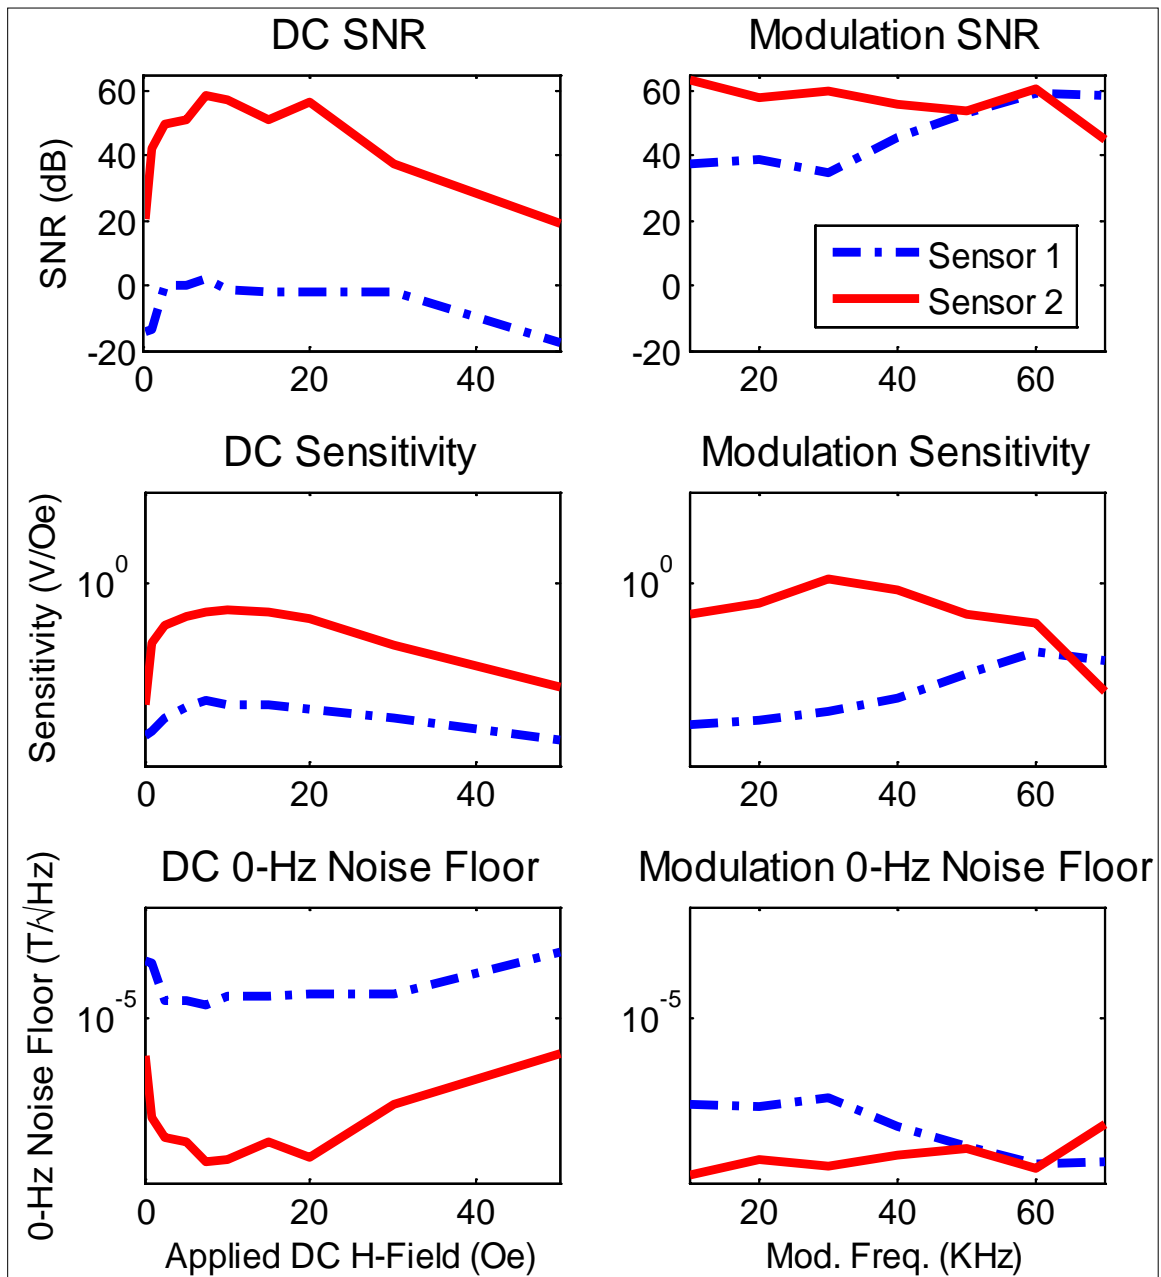 DC SNR
Modulation SNR
SNR (dB)
60
40
20
0
-20
0
20
40
60
40
20
0
-20
20
40
60
Sensor 1
Sensor 2
DC Sensitivity
Modulation Sensitivity
Sensitivity (V/Oe)
10^0
0
20
40
10^0
20
40
60
DC 0-Hz Noise Floor
Modulation 0-Hz Noise Floor
0-Hz Noise Floor (T/√Hz)
10^-5
0
20
40
10^-5
20
40
60
Applied DC H-Field (Oe)
Mod. Freq. (KHz)